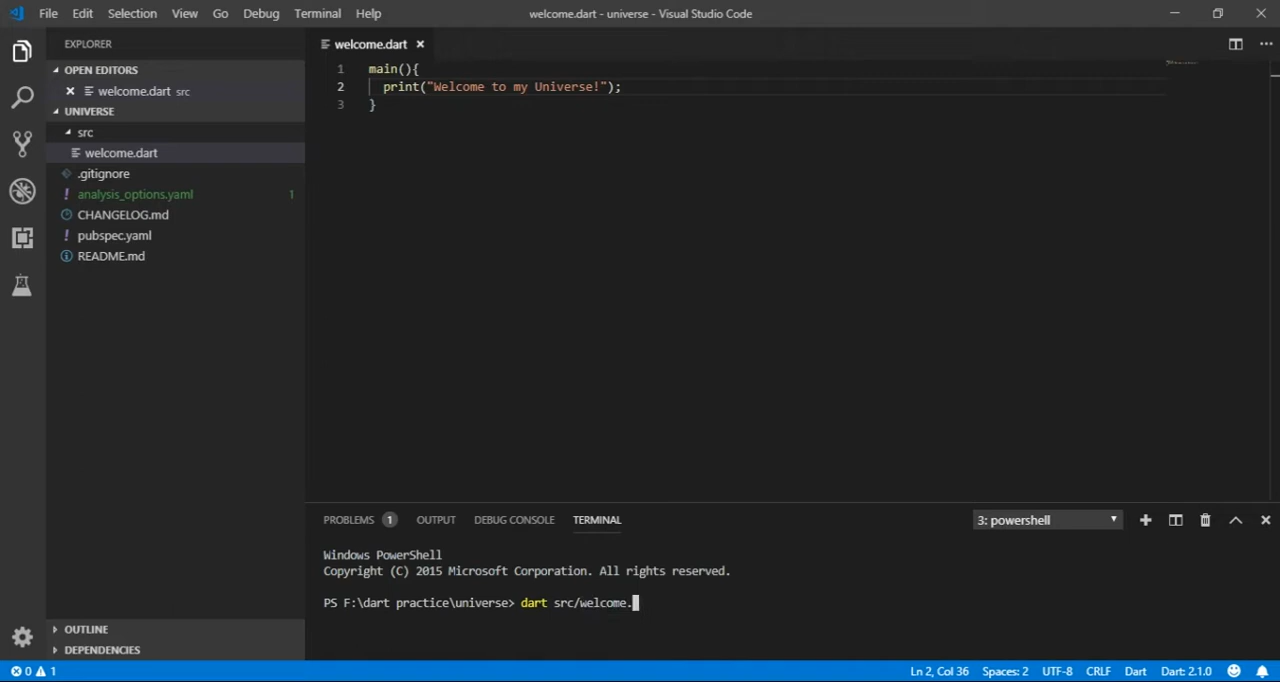 File Edit Selection View Go Debug Terminal Help
welcome.dart - universe - Visual Studio Code
EXPLORER
OPEN EDITORS
welcome.dart src
UNIVERSE
src
welcome.dart
.gitignore
analysis_options.yaml 1
CHANGELOG.md
pubspec.yaml
README.md
OUTLINE
DEPENDENCIES
welcome.dart
1 main(){
2 print("Welcome to my Universe!");
3 }
PROBLEMS 1 OUTPUT DEBUG CONSOLE TERMINAL
3: powershell
Windows PowerShell
Copyright (C) 2015 Microsoft Corporation. All rights reserved.
PS F:\dart practice\universe> dart src/welcome.
0 1
Ln 2, Col 36 Spaces: 2 UTF-8 CRLF Dart Dart: 2.1.0